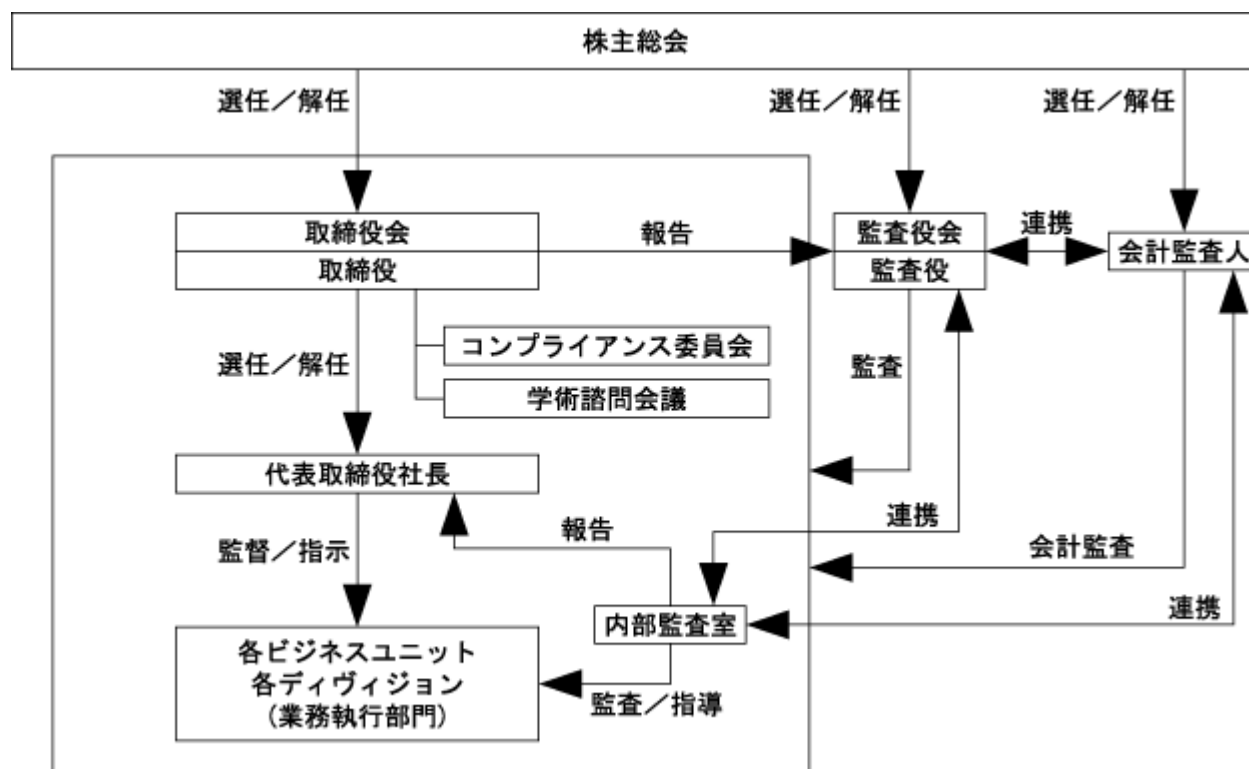 株主総会
選任／解任
選任／解任
選任／解任
取締役会
取締役
報告
監査役会
監査役
連携
会計監査人
コンプライアンス委員会
学術諮問会議
選任／解任
監査
代表取締役社長
報告
連携
監督／指示
会計監査
内部監査室
連携
各ビジネスユニット
各ディヴィジョン
（業務執行部門）
監査／指導